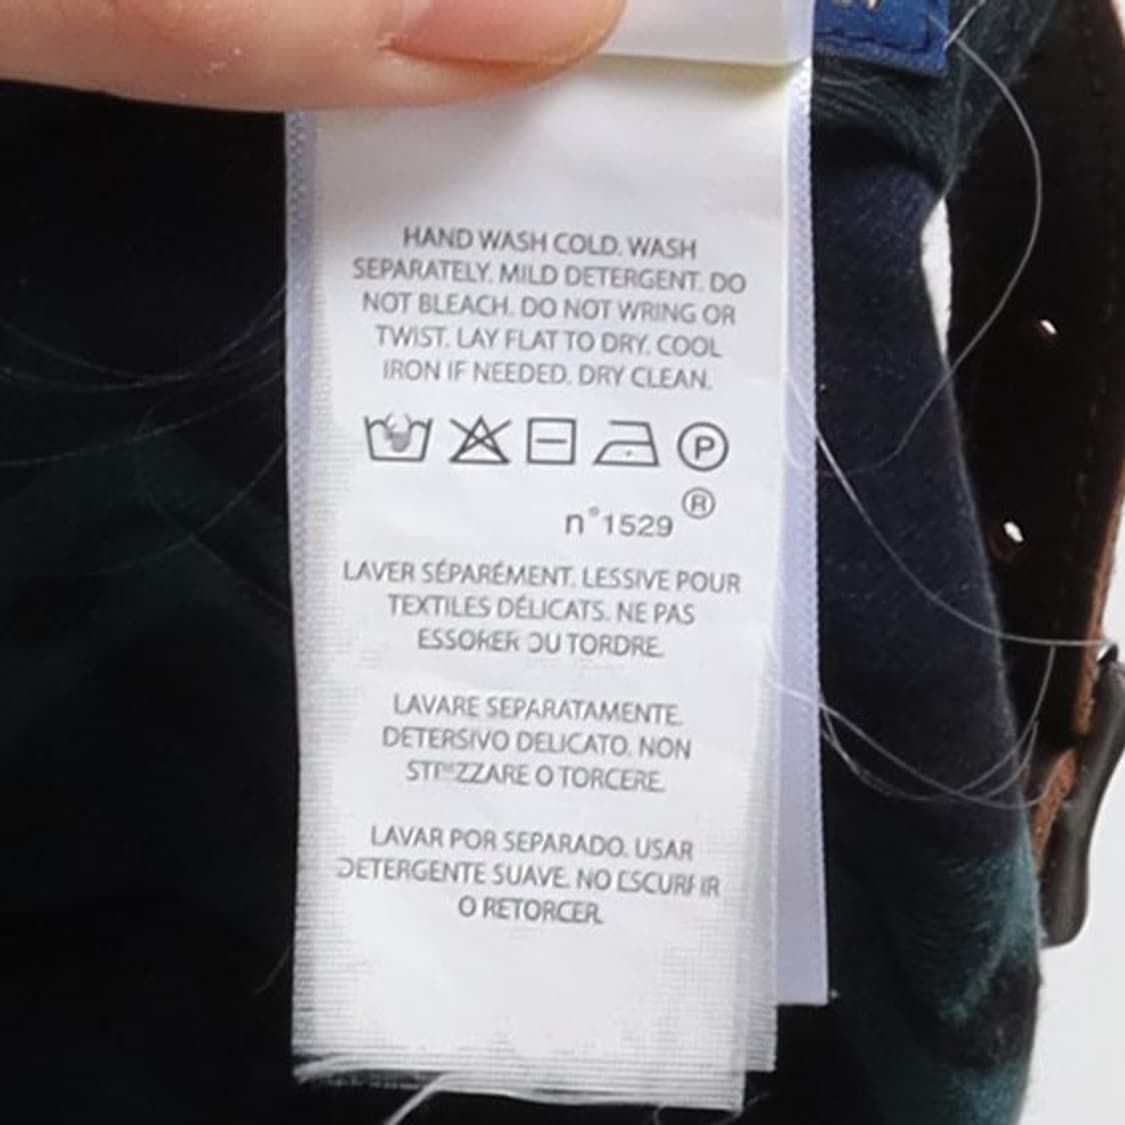 HAND WASH COLD. WASH
SEPARATELY. MILD DETERGENT. DO
NOT BLEACH. DO NOT WRING OR
TWIST. LAY FLAT TO DRY. COOL
IRON IF NEEDED. DRY CLEAN.
P
n°1529 ®
LAVER SÉPARÉMENT. LESSIVE POUR
TEXTILES DÉLICATS. NE PAS
ESSORER OU TORDRE.
LAVARE SEPARATAMENTE.
DETERSIVO DELICATO. NON
O TORCERE.
LAVAR POR SEPARADO. USAR
DETERGENTE SUAVE. NO
O RETORCER.